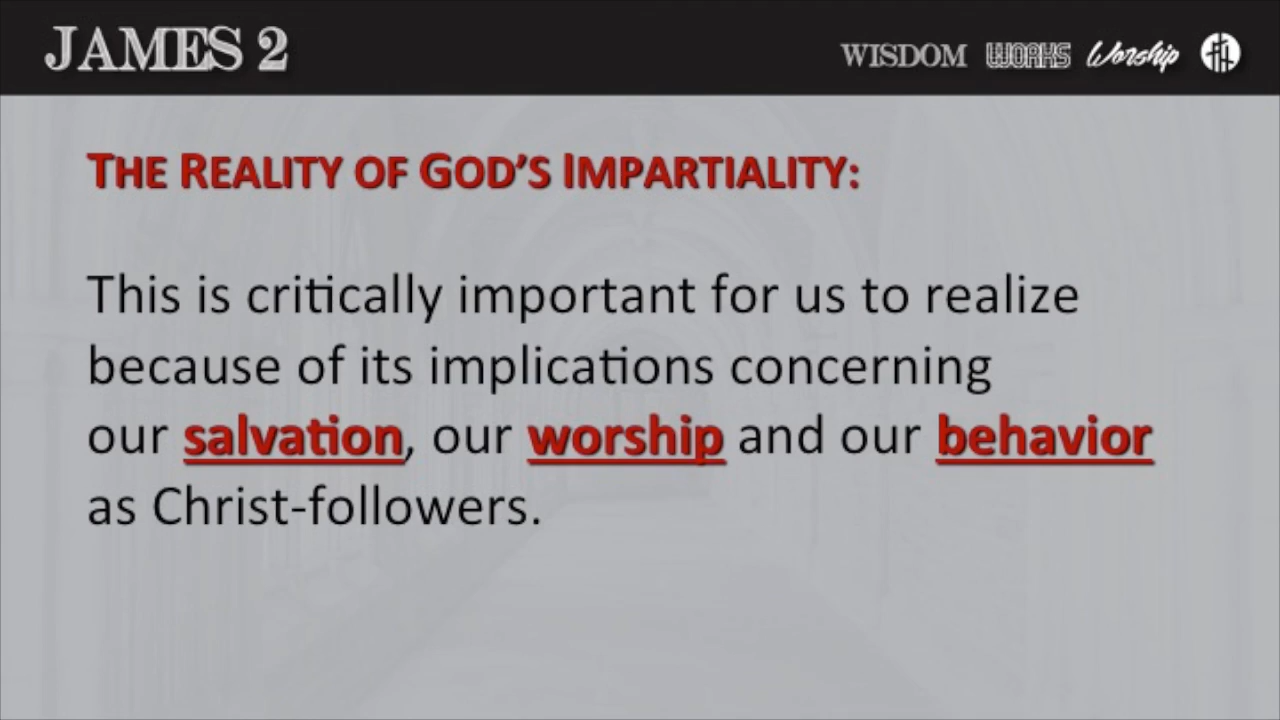 JAMES 2
WISDOM WORKS Worship
THE REALITY OF GOD’S IMPARTIALITY:
This is critically important for us to realize
because of its implications concerning
our salvation, our worship and our behavior
as Christ-followers.